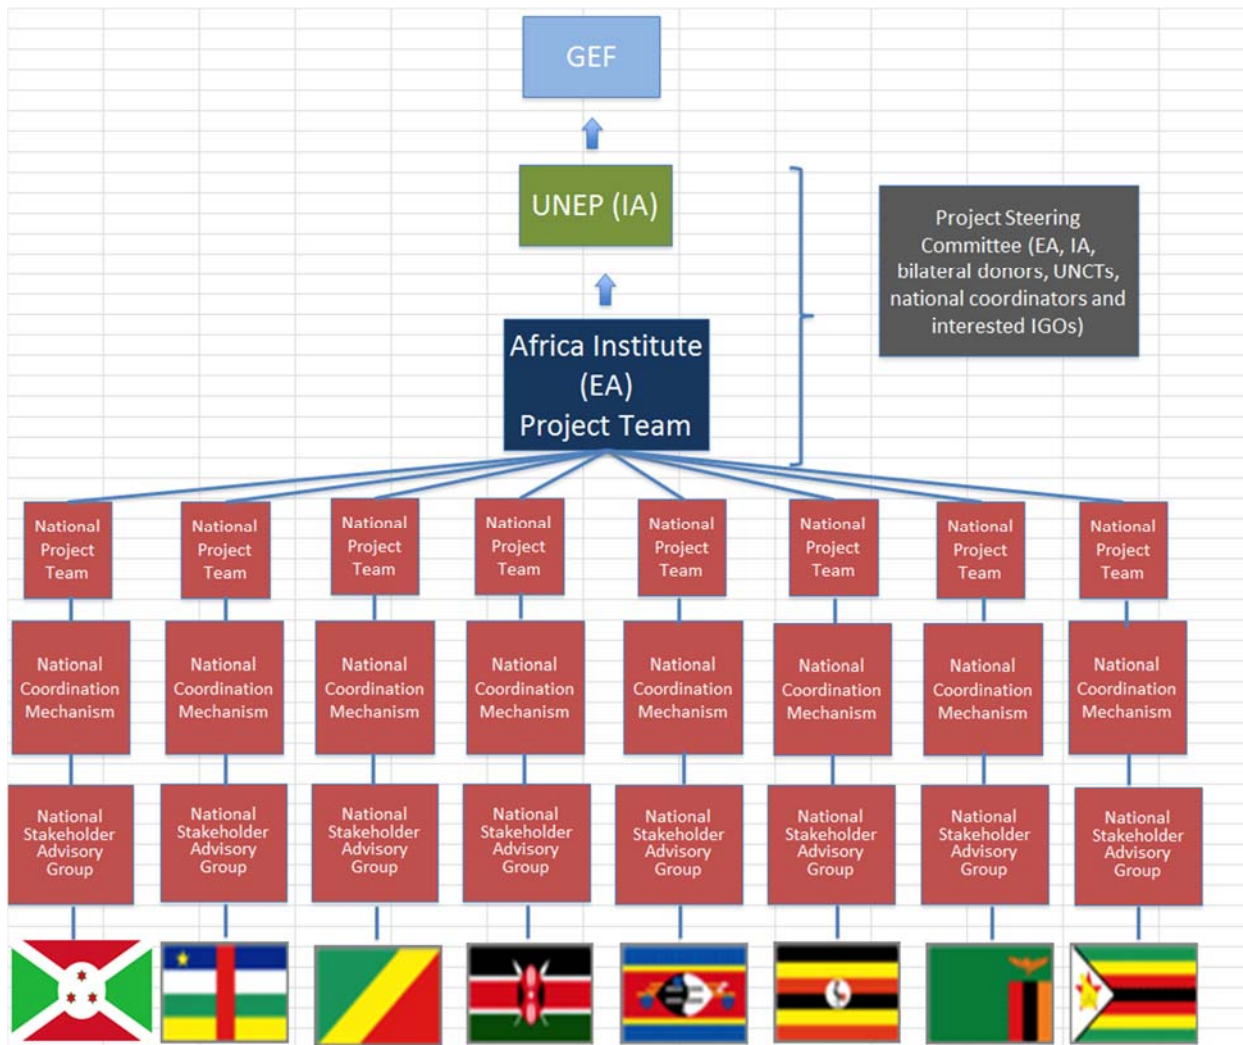 GEF
UNEP (IA)
Project Steering
Committee (EA, IA,
bilateral donors, UNCTs,
national coordinators and
interested IGOs)
Africa Institute
(EA)
Project Team
National
Project
Team
National
Project
Team
National
Project
Team
National
Project
Team
National
Project
Team
National
Project
Team
National
Project
Team
National
Project
Team
National
Coordination
Mechanism
National
Coordination
Mechanism
National
Coordination
Mechanism
National
Coordination
Mechanism
National
Coordination
Mechanism
National
Coordination
Mechanism
National
Coordination
Mechanism
National
Coordination
Mechanism
National
Stakeholder
Advisory
Group
National
Stakeholder
Advisory
Group
National
Stakeholder
Advisory
Group
National
Stakeholder
Advisory
Group
National
Stakeholder
Advisory
Group
National
Stakeholder
Advisory
Group
National
Stakeholder
Advisory
Group
National
Stakeholder
Advisory
Group